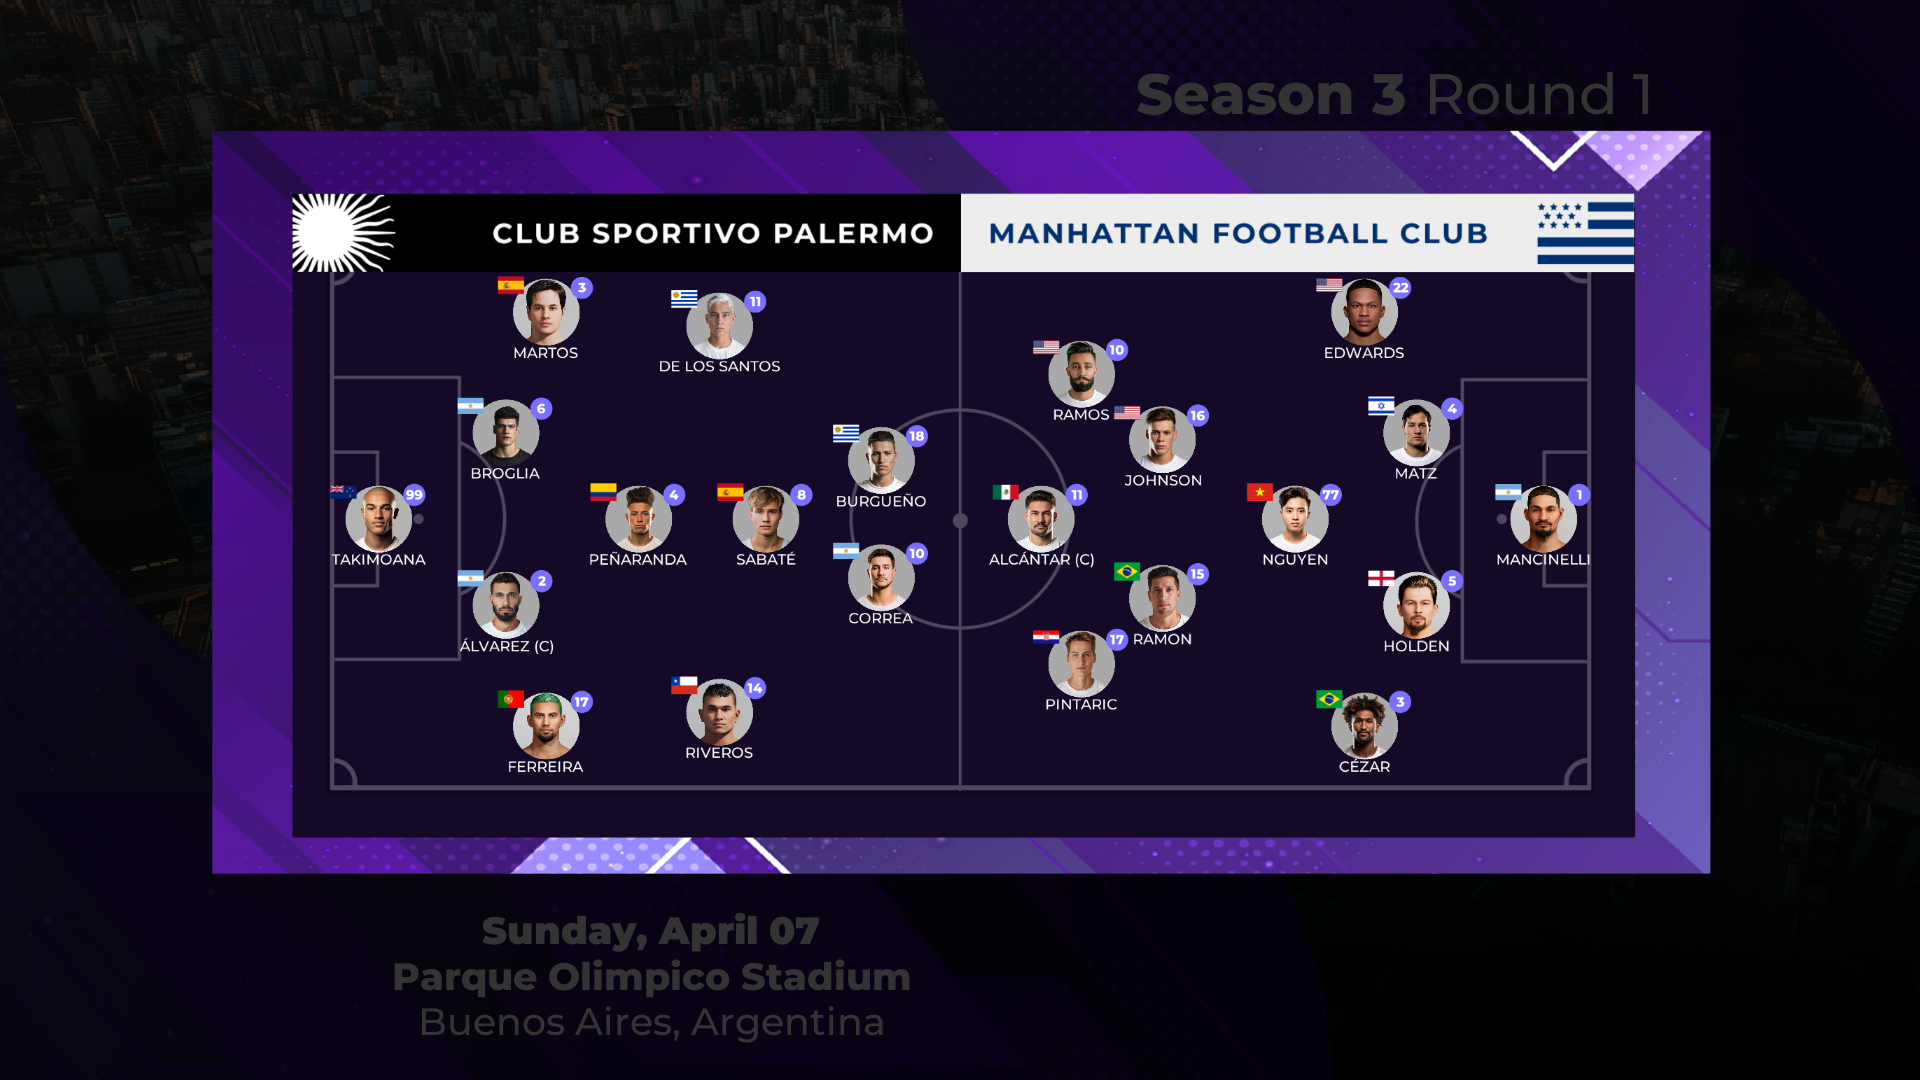 Season 3 Round 1
CLUB SPORTIVO PALERMO
MANHATTAN FOOTBALL CLUB
3
MARTOS
11
DE LOS SANTOS
6
BROGLIA
18
BURGUEÑO
99
TAKIMOANA
4
PEÑARANDA
8
SABATÉ
10
CORREA
2
ÁLVAREZ (C)
17
FERREIRA
14
RIVEROS
22
EDWARDS
10
RAMOS
16
JOHNSON
4
MATZ
11
ALCÁNTAR (C)
77
NGUYEN
1
MANCINELLI
15
RAMON
5
HOLDEN
17
PINTARIC
3
CÉZAR
Sunday, April 07
Parque Olimpico Stadium
Buenos Aires, Argentina